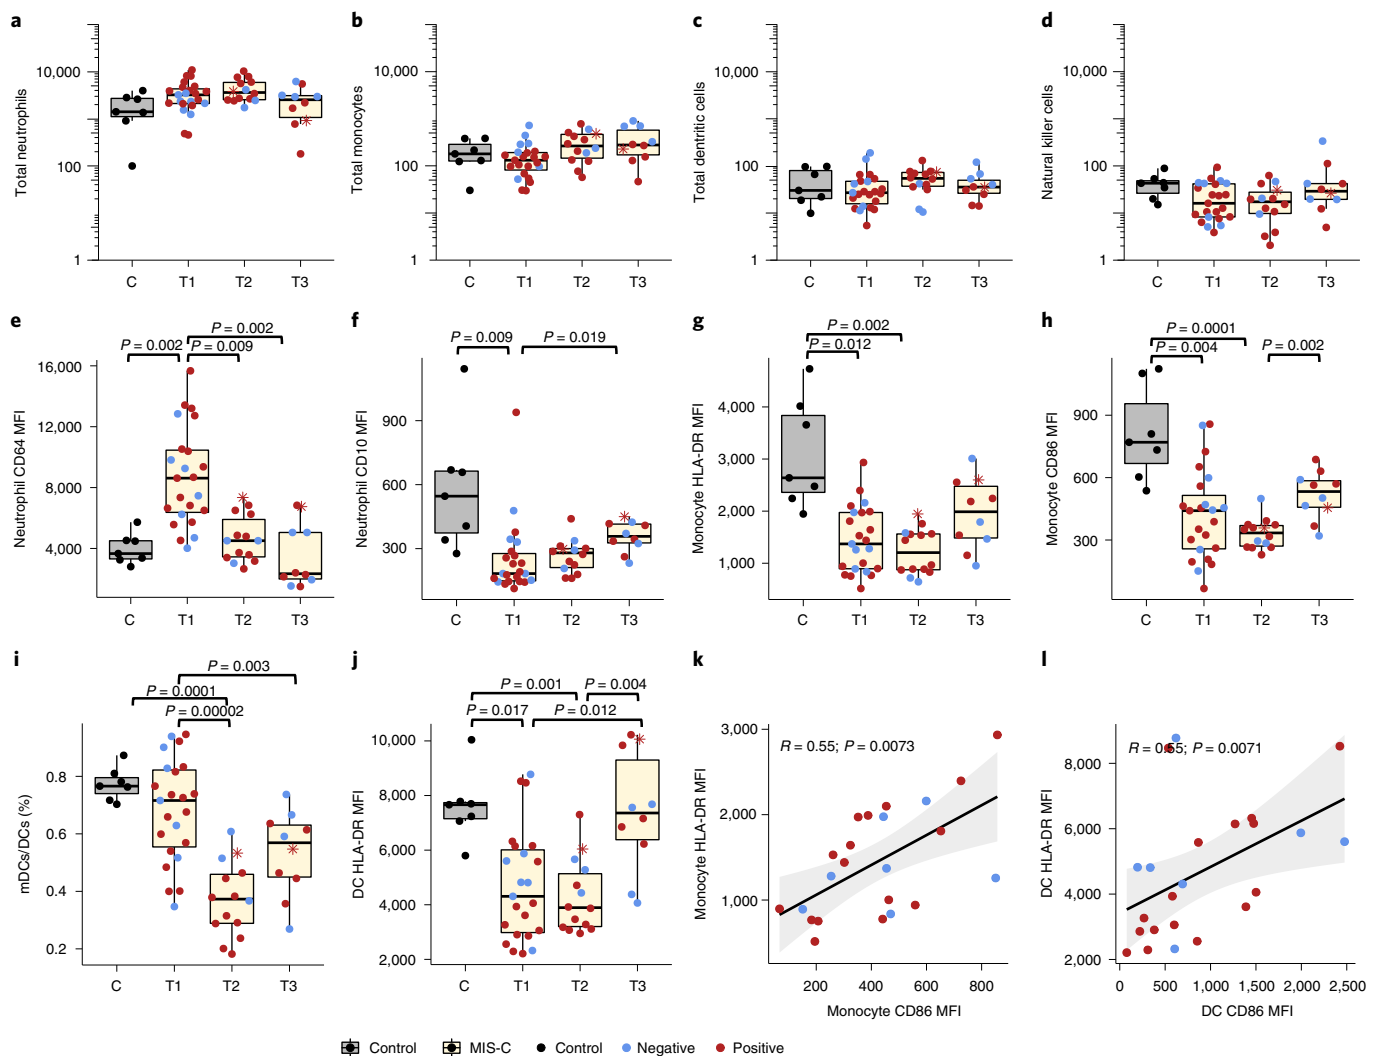 a
b
c
d
Total neutrophils
10,000
100
1
C T1 T2 T3
Total monocytes
10,000
100
1
C T1 T2 T3
Total dentritic cells
10,000
100
1
C T1 T2 T3
Natural killer cells
10,000
100
1
C T1 T2 T3
e
P = 0.002
P = 0.002
P = 0.009
Neutrophil CD64 MFI
16,000
12,000
8,000
4,000
C T1 T2 T3
f
P = 0.009
P = 0.019
Neutrophil CD10 MFI
900
600
300
C T1 T2 T3
g
P = 0.002
P = 0.012
Monocyte HLA-DR MFI
4,000
3,000
2,000
1,000
C T1 T2 T3
h
P = 0.0001
P = 0.004
P = 0.002
Monocyte CD86 MFI
900
600
300
C T1 T2 T3
i
P = 0.003
P = 0.0001
P = 0.00002
mDCs/DCs (%)
0.8
0.6
0.4
0.2
C T1 T2 T3
j
P = 0.001
P = 0.004
P = 0.017
P = 0.012
DC HLA-DR MFI
10,000
8,000
6,000
4,000
2,000
C T1 T2 T3
k
R = 0.55; P = 0.0073
Monocyte HLA-DR MFI
3,000
2,000
1,000
200 400 600 800
Monocyte CD86 MFI
l
R = 0.55; P = 0.0071
DC HLA-DR MFI
8,000
6,000
4,000
2,000
0 500 1,000 1,500 2,000 2,500
DC CD86 MFI
Control MIS-C Control Negative Positive